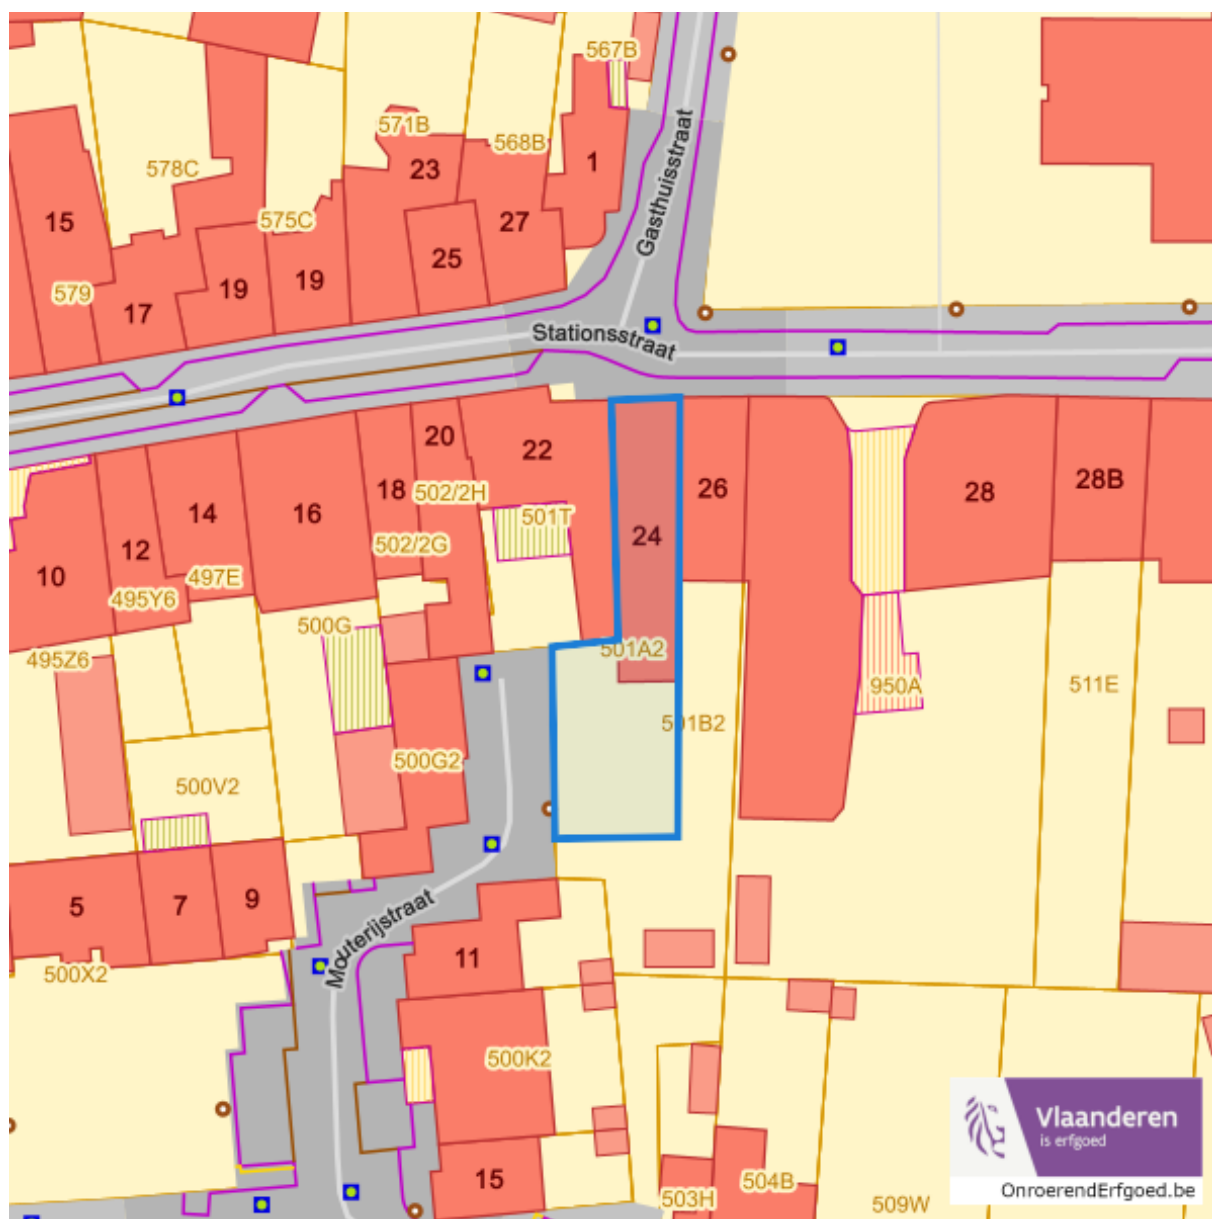 567B
571B
568B
578C
23
1
575C
15
27
25
19
19
579
17
Gasthuisstraat
Stationsstraat
20
22
18
502/2H
26
28
28B
14
16
501T
24
12
502/2G
10
497E
495Y6
500G
501A2
495Z6
950A
511E
501B2
500G2
500V2
5
7
9
Mouterijstraat
11
500X2
500K2
15
503H
504B
509W
Vlaanderen
is erfgoed
OnroerendErfgoed.be